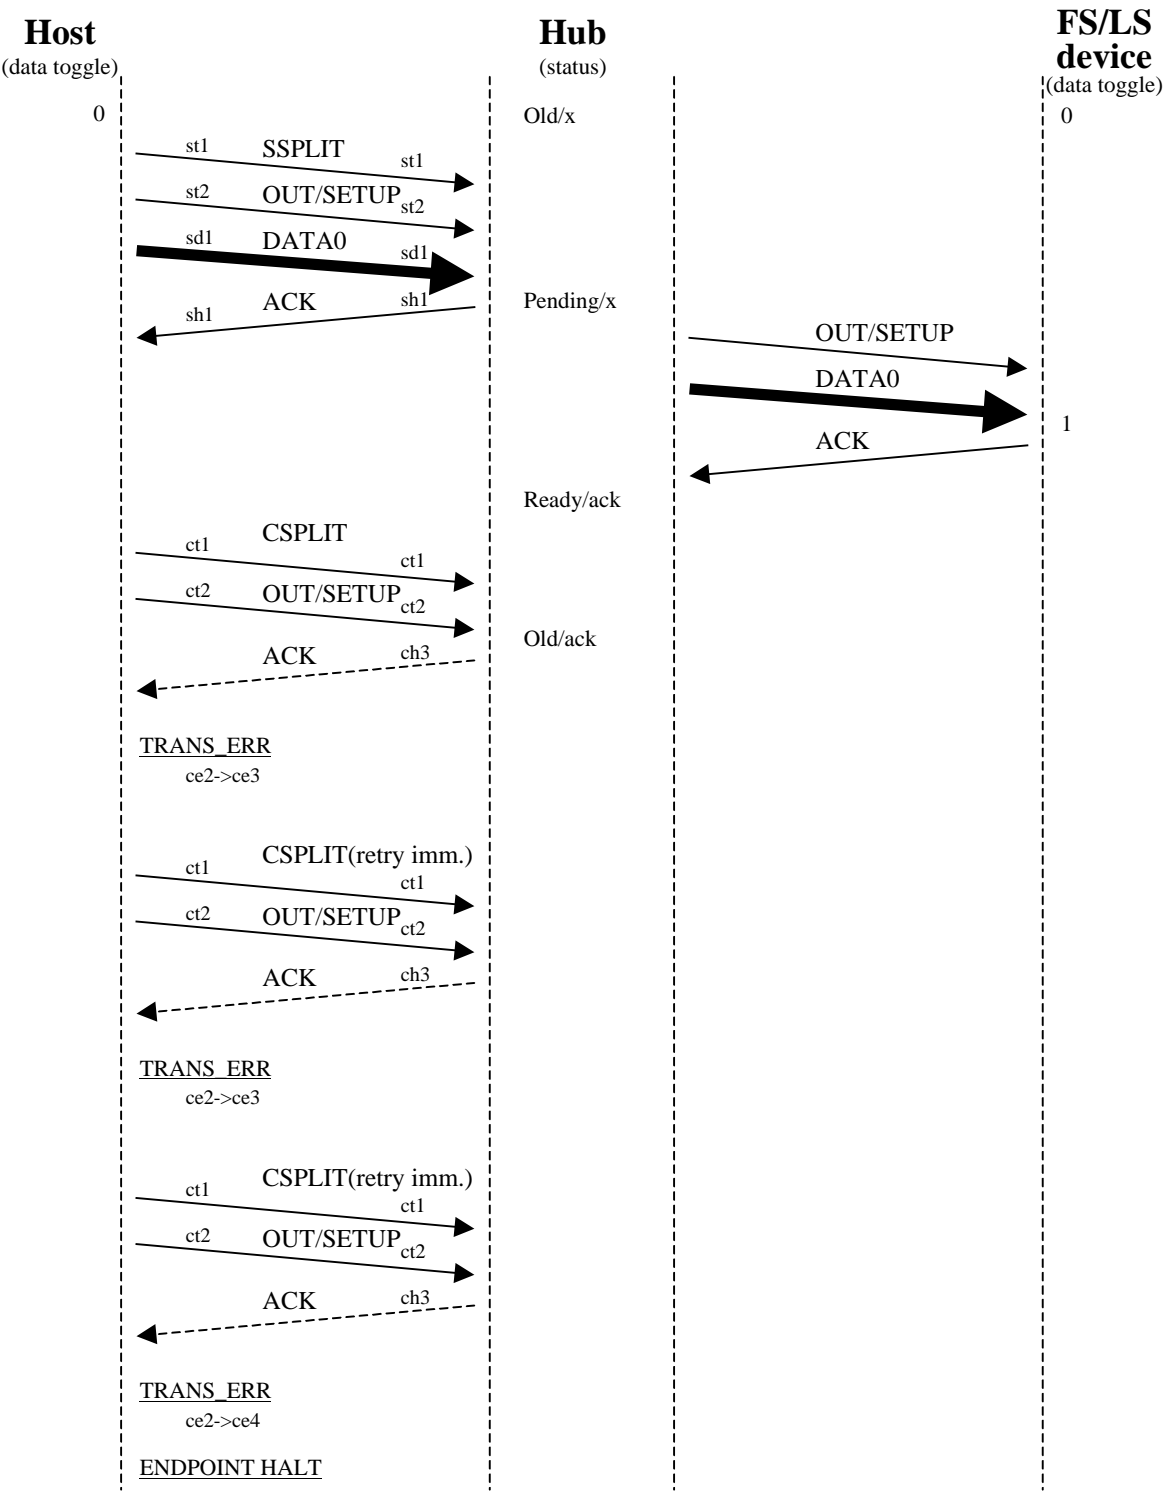 Host
(data toggle)
Hub
(status)
FS/LS
device
(data toggle)
0
Old/x
0
st1
SSPLIT
st1
st2
OUT/SETUP
st2
sd1
DATA0
sd1
ACK
sh1
sh1
Pending/x
OUT/SETUP
DATA0
1
ACK
Ready/ack
CSPLIT
ct1
ct1
ct2
OUT/SETUP
ct2
Old/ack
ACK
ch3
TRANS_ERR
ce2->ce3
CSPLIT(retry imm.)
ct1
ct1
ct2
OUT/SETUP
ct2
ACK
ch3
TRANS_ERR
ce2->ce3
CSPLIT(retry imm.)
ct1
ct1
ct2
OUT/SETUP
ct2
ACK
ch3
TRANS_ERR
ce2->ce4
ENDPOINT HALT